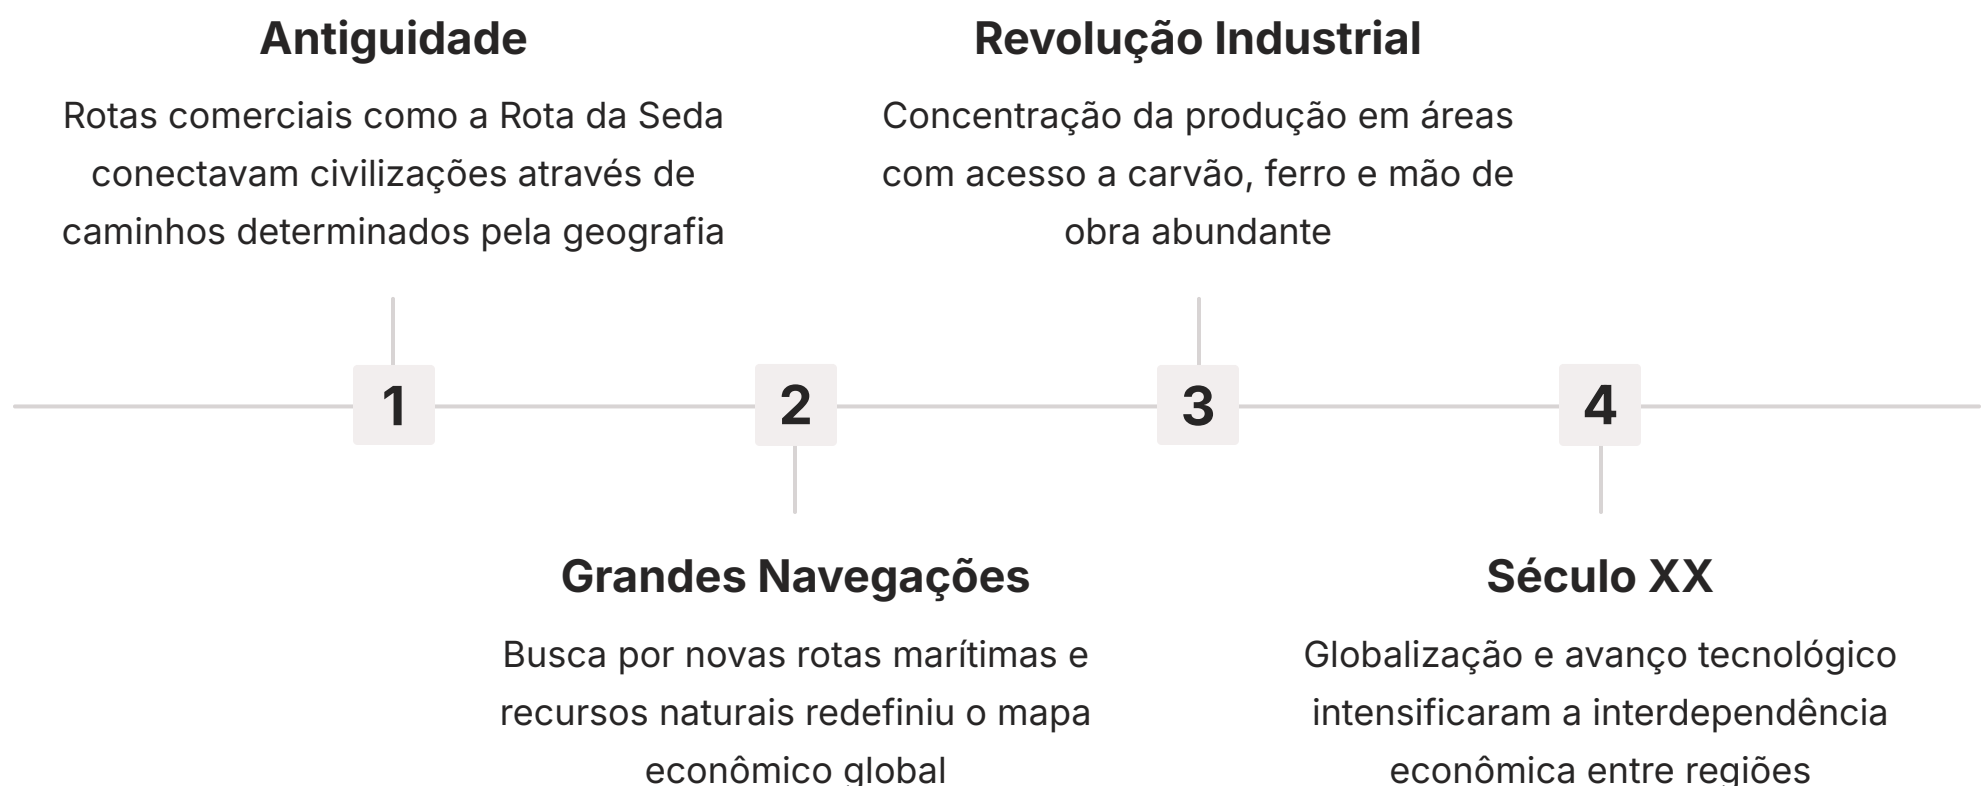 Antiguidade
Rotas comerciais como a Rota da Seda
conectavam civilizações através de
caminhos determinados pela geografia
Revolução Industrial
Concentração da produção em áreas
com acesso a carvão, ferro e mão de
obra abundante
1
2
3
4
Grandes Navegações
Busca por novas rotas marítimas e
recursos naturais redefiniu o mapa
econômico global
Século XX
Globalização e avanço tecnológico
intensificaram a interdependência
econômica entre regiões